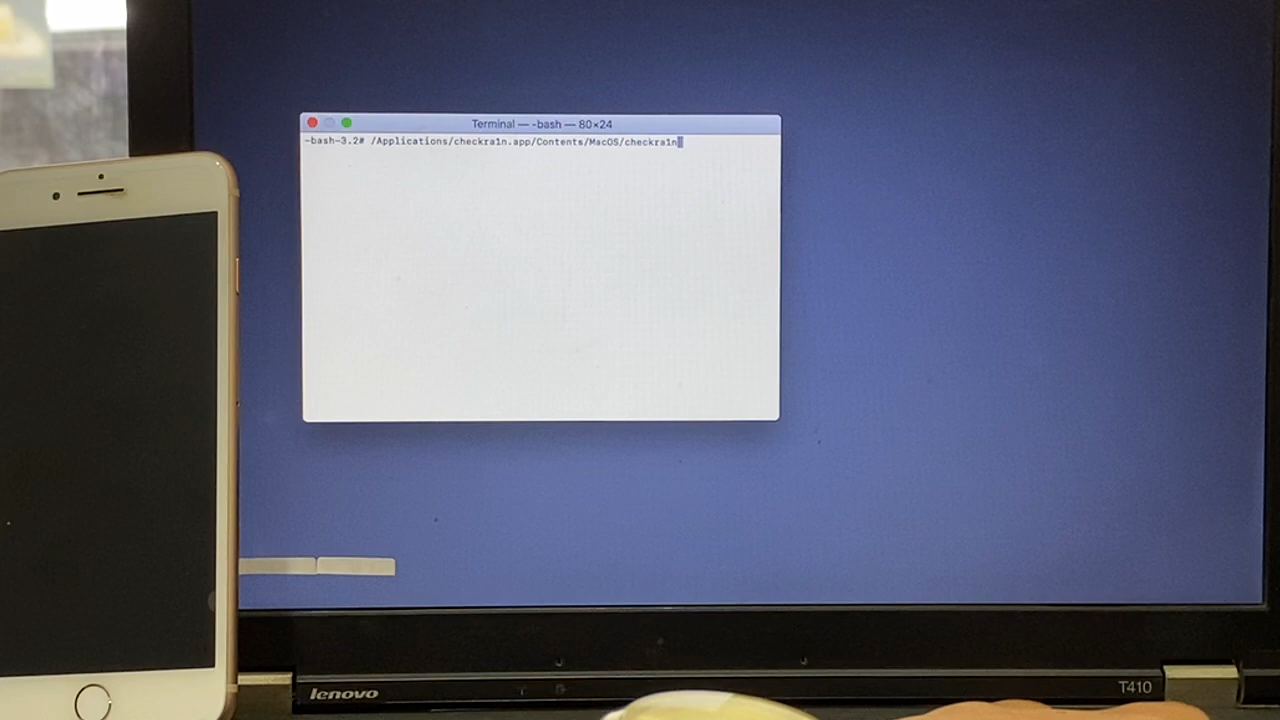 Terminal — -bash — 80×24
-bash-3.2# /Applications/checkra1n.app/Contents/MacOS/checkra1n
lenovo
T410